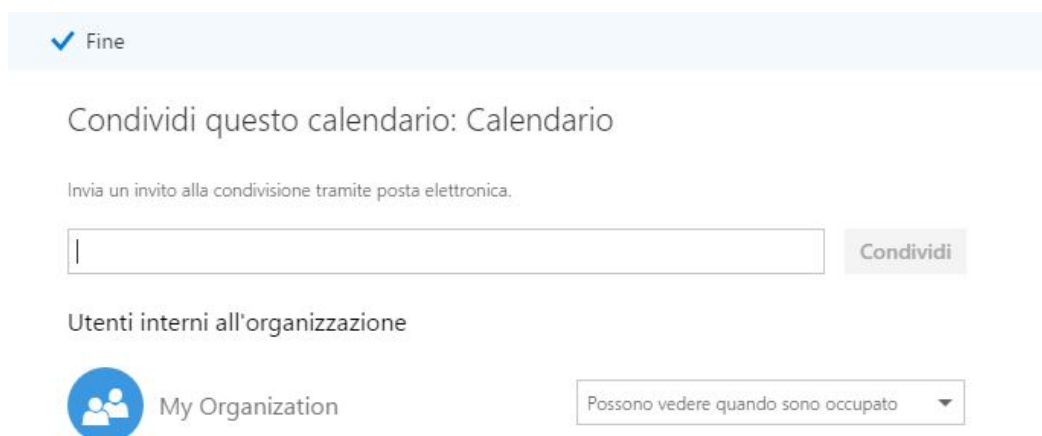 Fine
Condividi questo calendario: Calendario
Invia un invito alla condivisione tramite posta elettronica.
Condividi
Utenti interni all'organizzazione
My Organization
Possono vedere quando sono occupato